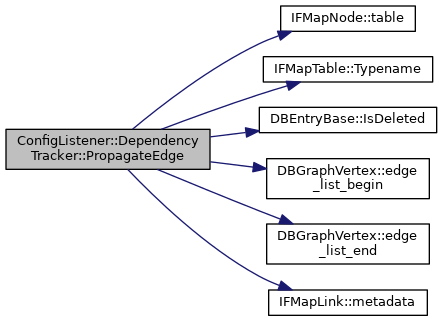 ConfigListener::Dependency
Tracker::PropagateEdge
IFMapNode::table
IFMapTable::Typename
DBEntryBase::IsDeleted
DBGraphVertex::edge
_list_begin
DBGraphVertex::edge
_list_end
IFMapLink::metadata